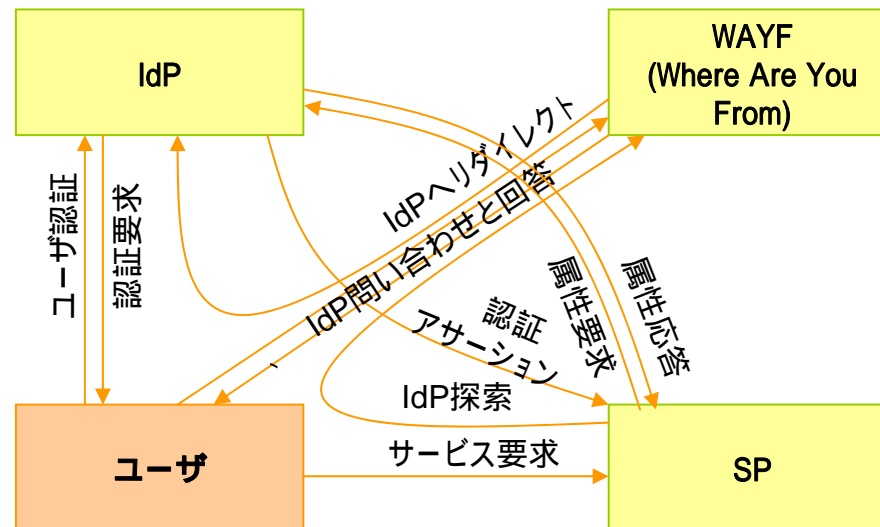 IdP
WAYF
(Where Are You
From)
IdPへリダイレクト
IdP問い合わせと回答
ユーザ認証
認証要求
属性要求
属性応答
認証
アサーション
IdP探索
サービス要求
ユーザ
SP